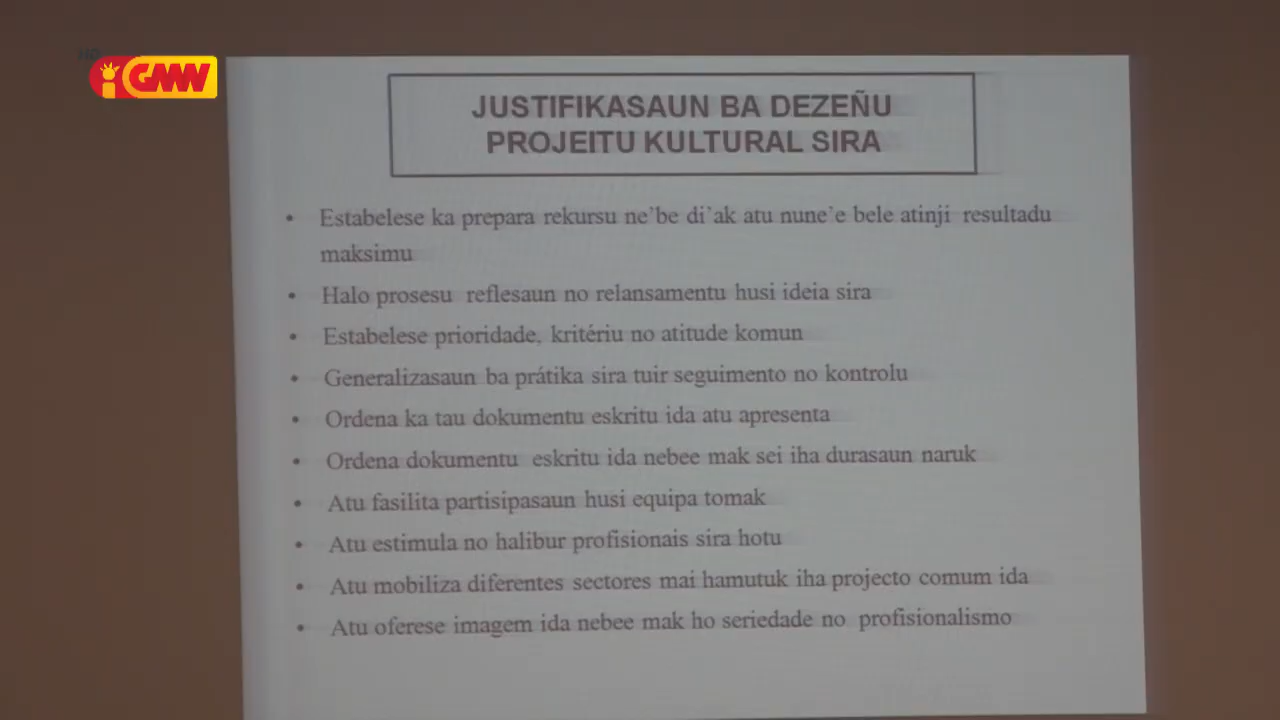 HD
GMN
JUSTIFIKASAUN BA DEZEÑU
PROJEITU KULTURAL SIRA
• Estabelese ka prepara rekursu ne’be di’ak atu nune’e bele atinji resultadu
maksimu
• Halo prosesu reflesaun no relansamentu husi ideia sira
• Estabelese prioridade, kritériu no atitude komun
• Generalizasaun ba prátika sira tuir seguimento no kontrolu
• Ordena ka tau dokumentu eskritu ida atu apresenta
• Ordena dokumentu eskritu ida nebee mak sei iha durasaun naruk
• Atu fasilita partisipasaun husi equipa tomak
• Atu estimula no halibur profisionais sira hotu
• Atu mobiliza diferentes sectores mai hamutuk iha projecto comum ida
• Atu oferese imagem ida nebee mak ho seriedade no profisionalismo